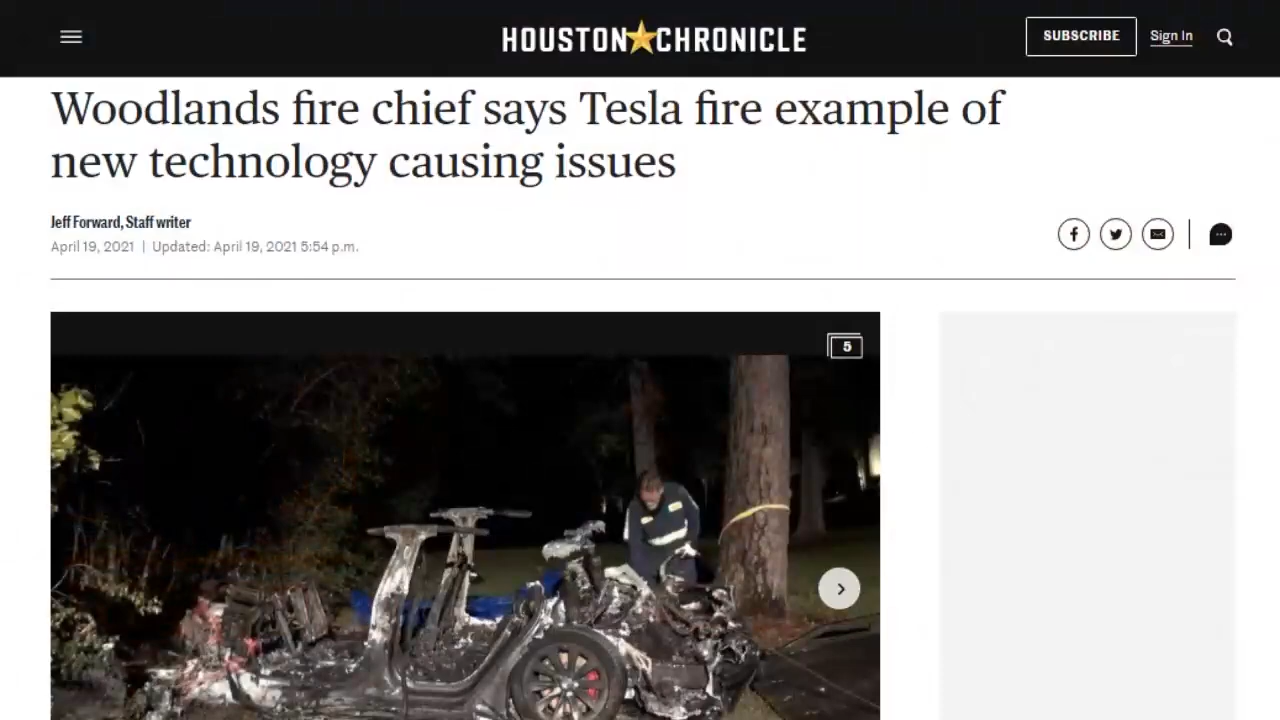 HOUSTON CHRONICLE
SUBSCRIBE
Sign In
Woodlands fire chief says Tesla fire example of
new technology causing issues
Jeff Forward, Staff writer
April 19, 2021 | Updated: April 19, 2021 5:54 p.m.
5